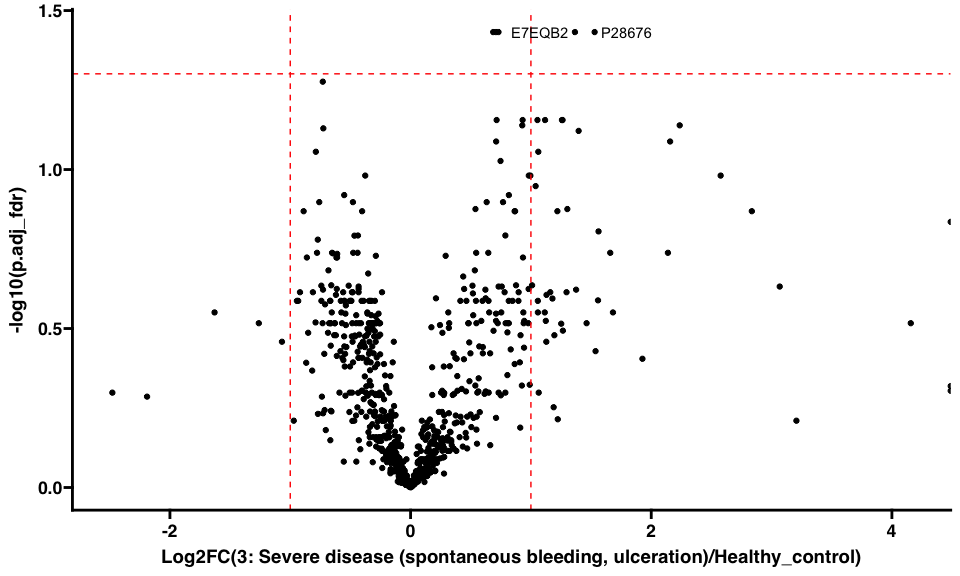 1.5
E7EQB2
P28676
1.0
-log10(p.adj_fdr)
0.5
0.0
-2
0
2
4
Log2FC(3: Severe disease (spontaneous bleeding, ulceration)/Healthy_control)